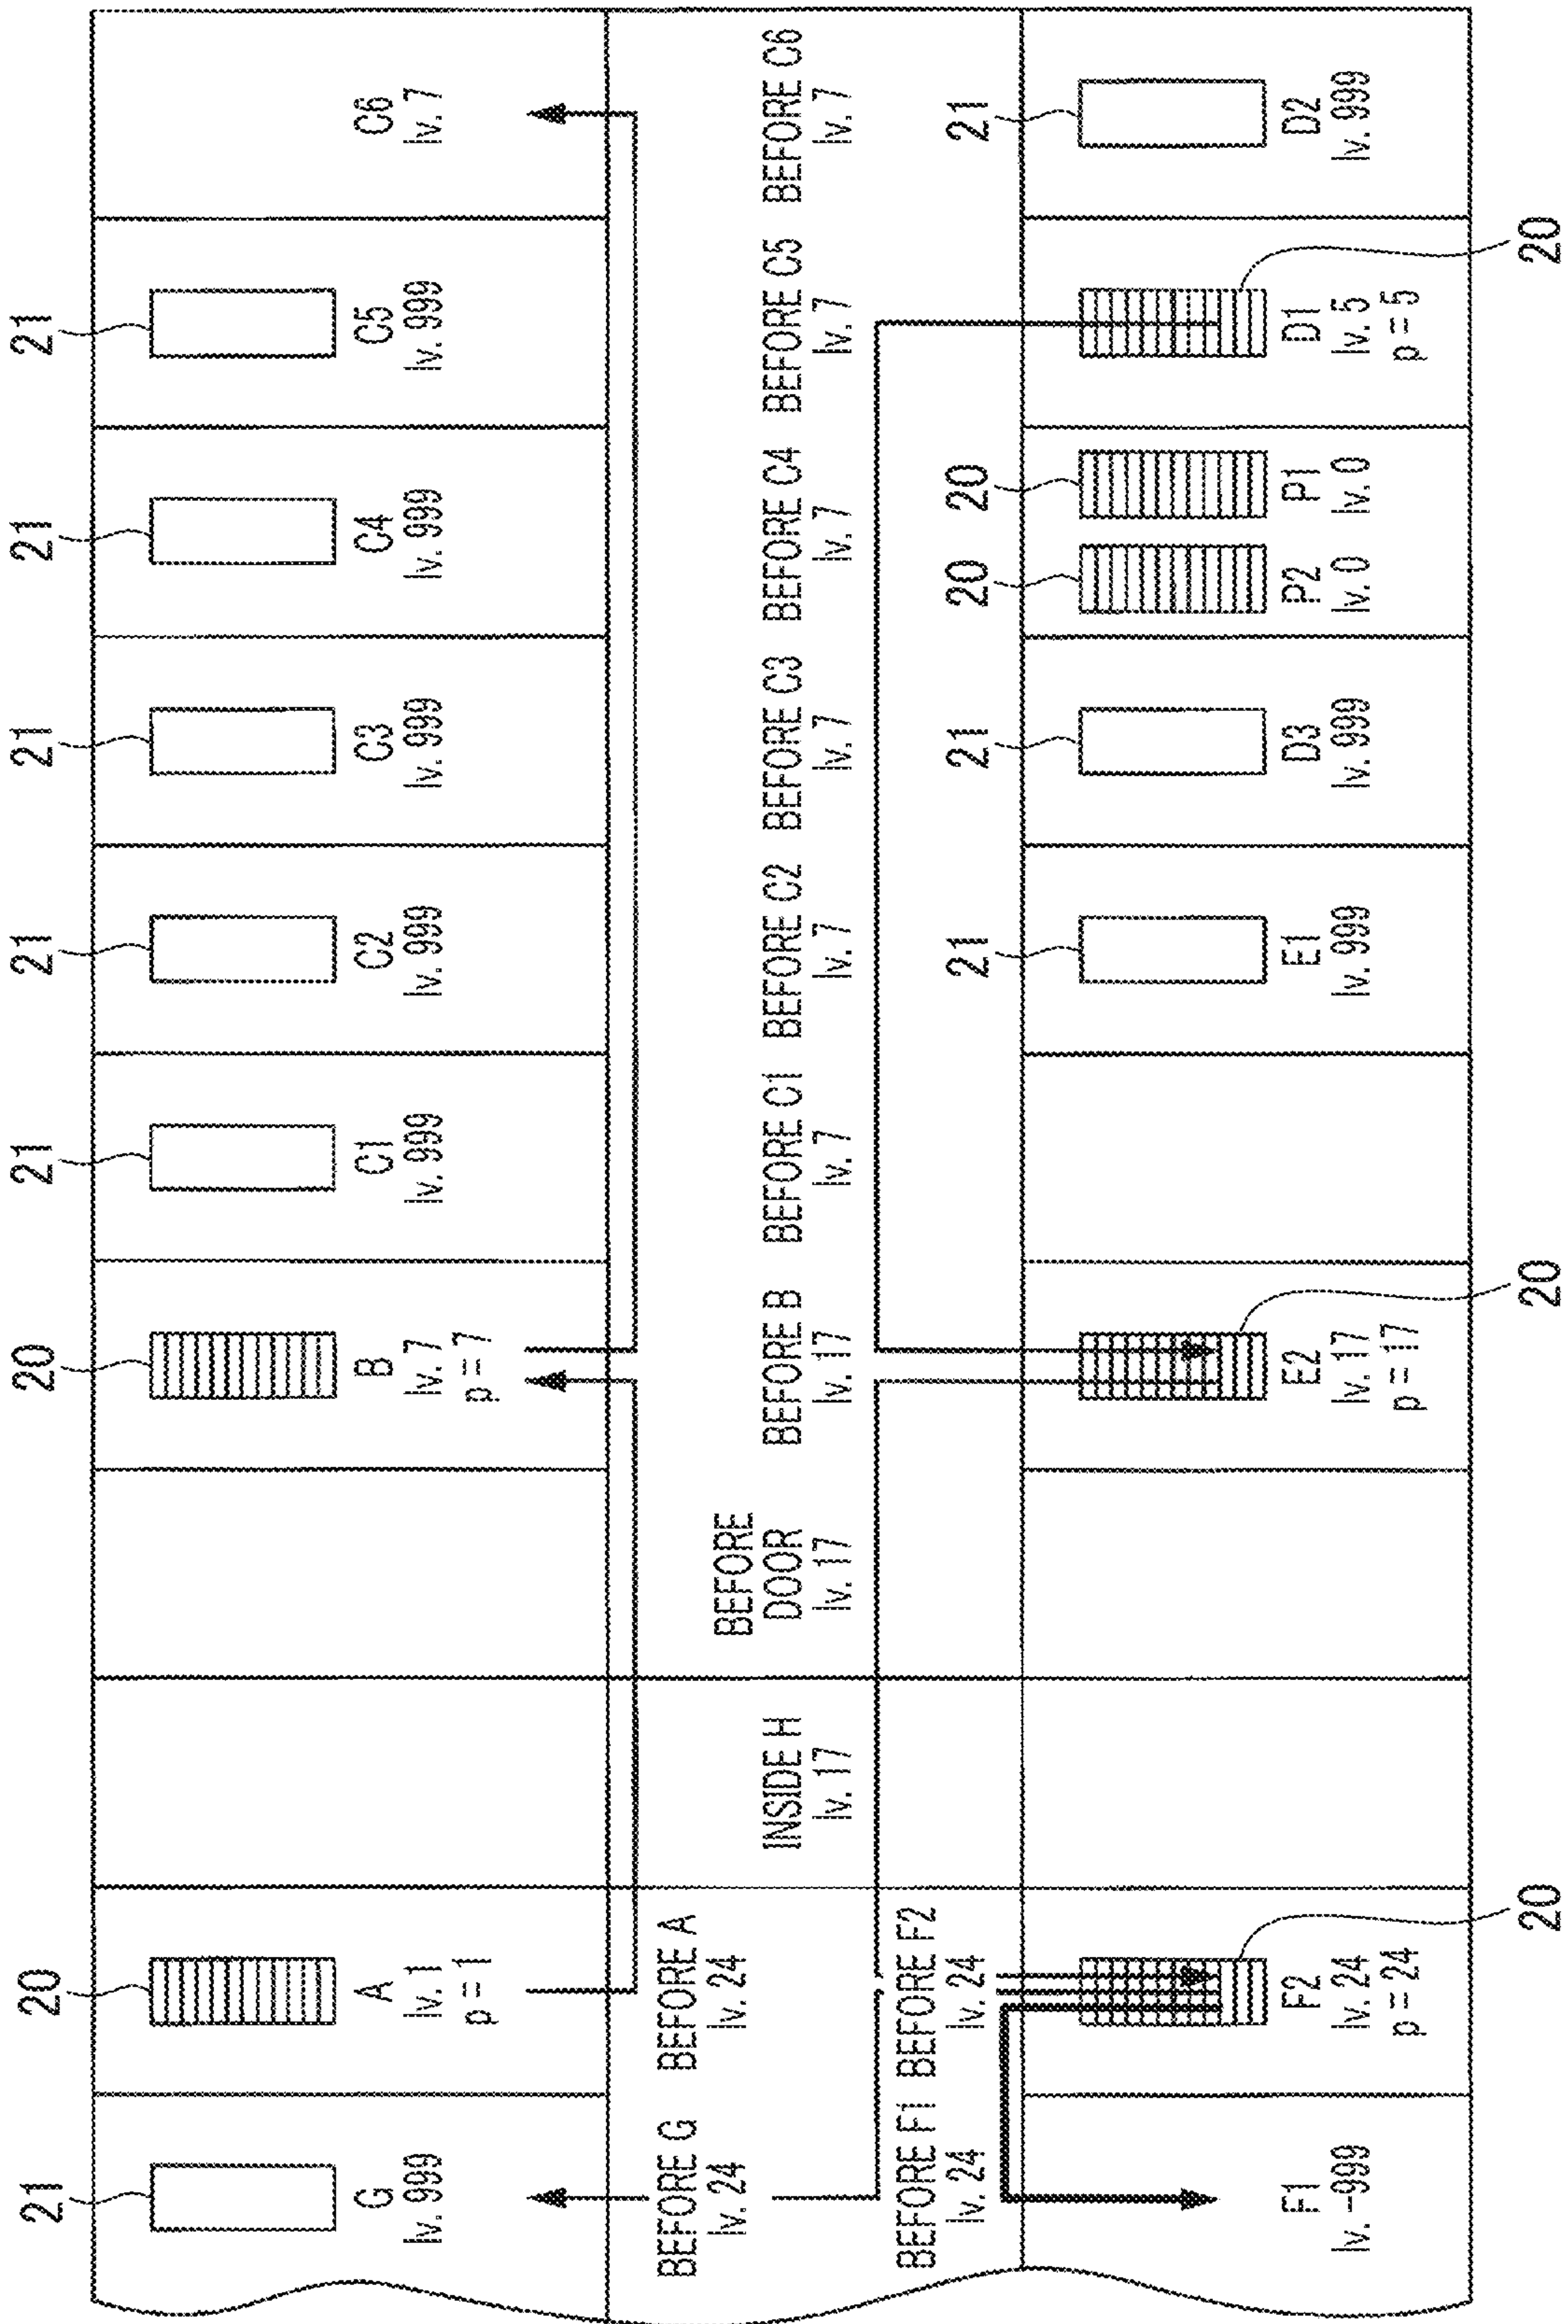 21
G
lv. 999
20
A
lv. 1
p = 1
20
B
lv. 7
p = 7
21
C1
lv. 999
21
C2
lv. 999
21
C3
lv. 999
21
C4
lv. 999
21
C5
lv. 999
C6
lv. 7
BEFORE G
lv. 24
BEFORE A
lv. 24
INSIDE H
lv. 17
BEFORE
DOOR
lv. 17
BEFORE B
lv. 17
BEFORE C1
lv. 7
BEFORE C2
lv. 7
BEFORE C3
lv. 7
BEFORE C4
lv. 7
BEFORE C5
lv. 7
BEFORE C6
lv. 7
BEFORE F1
lv. 24
BEFORE F2
lv. 24
F1
lv. -999
F2
lv. 24
p = 24
20
E2
lv. 17
p = 17
20
21
E1
lv. 999
21
D3
lv. 999
20
P2
lv. 0
20
P1
lv. 0
D1
lv. 5
p = 5
20
21
D2
lv. 999